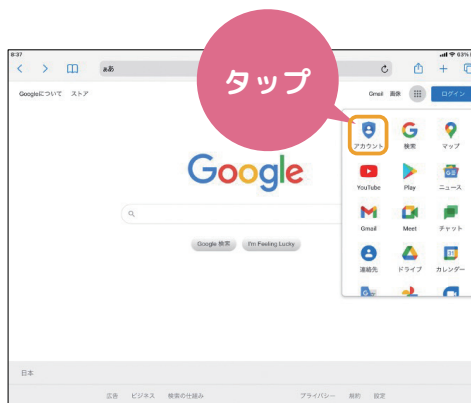 8:37
63%
ああ
タップ
Googleについて ストア
Gmail 画像
ログイン
アカウント 検索 マップ
YouTube Play ニュース
Gmail Meet チャット
連絡先 ドライブ カレンダー
Google
Google 検索 I'm Feeling Lucky
日本
広告 ビジネス 検索の仕組み プライバシー 規約 設定